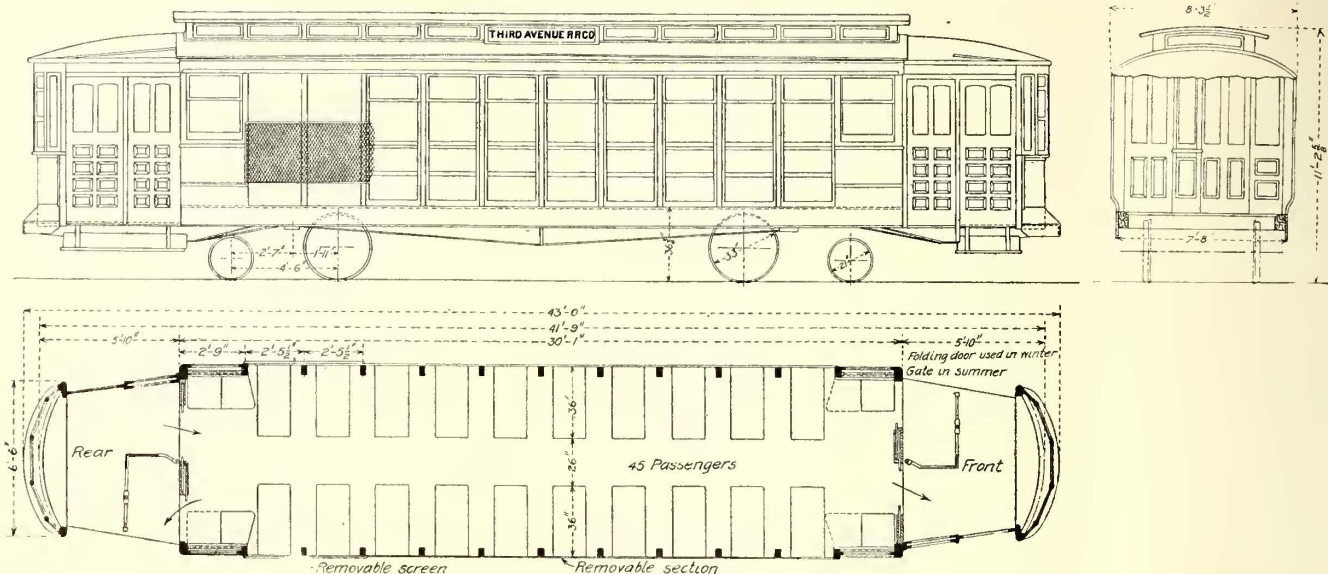 THIRD AVENUE R R CO
8'-3½"
11'-2⅝"
7'-8"
2'-7"
1'-11"
4'-6"
36½"
33"
21"
43'-0"
41'-9"
5'-10"
30'-1"
5'-10"
2'-9"
2'-5½"
2'-5½"
Folding door used in winter
Gate in summer
6'-6"
36"
26"
36"
Rear
45 Passengers
Front
Removable screen
Removable section